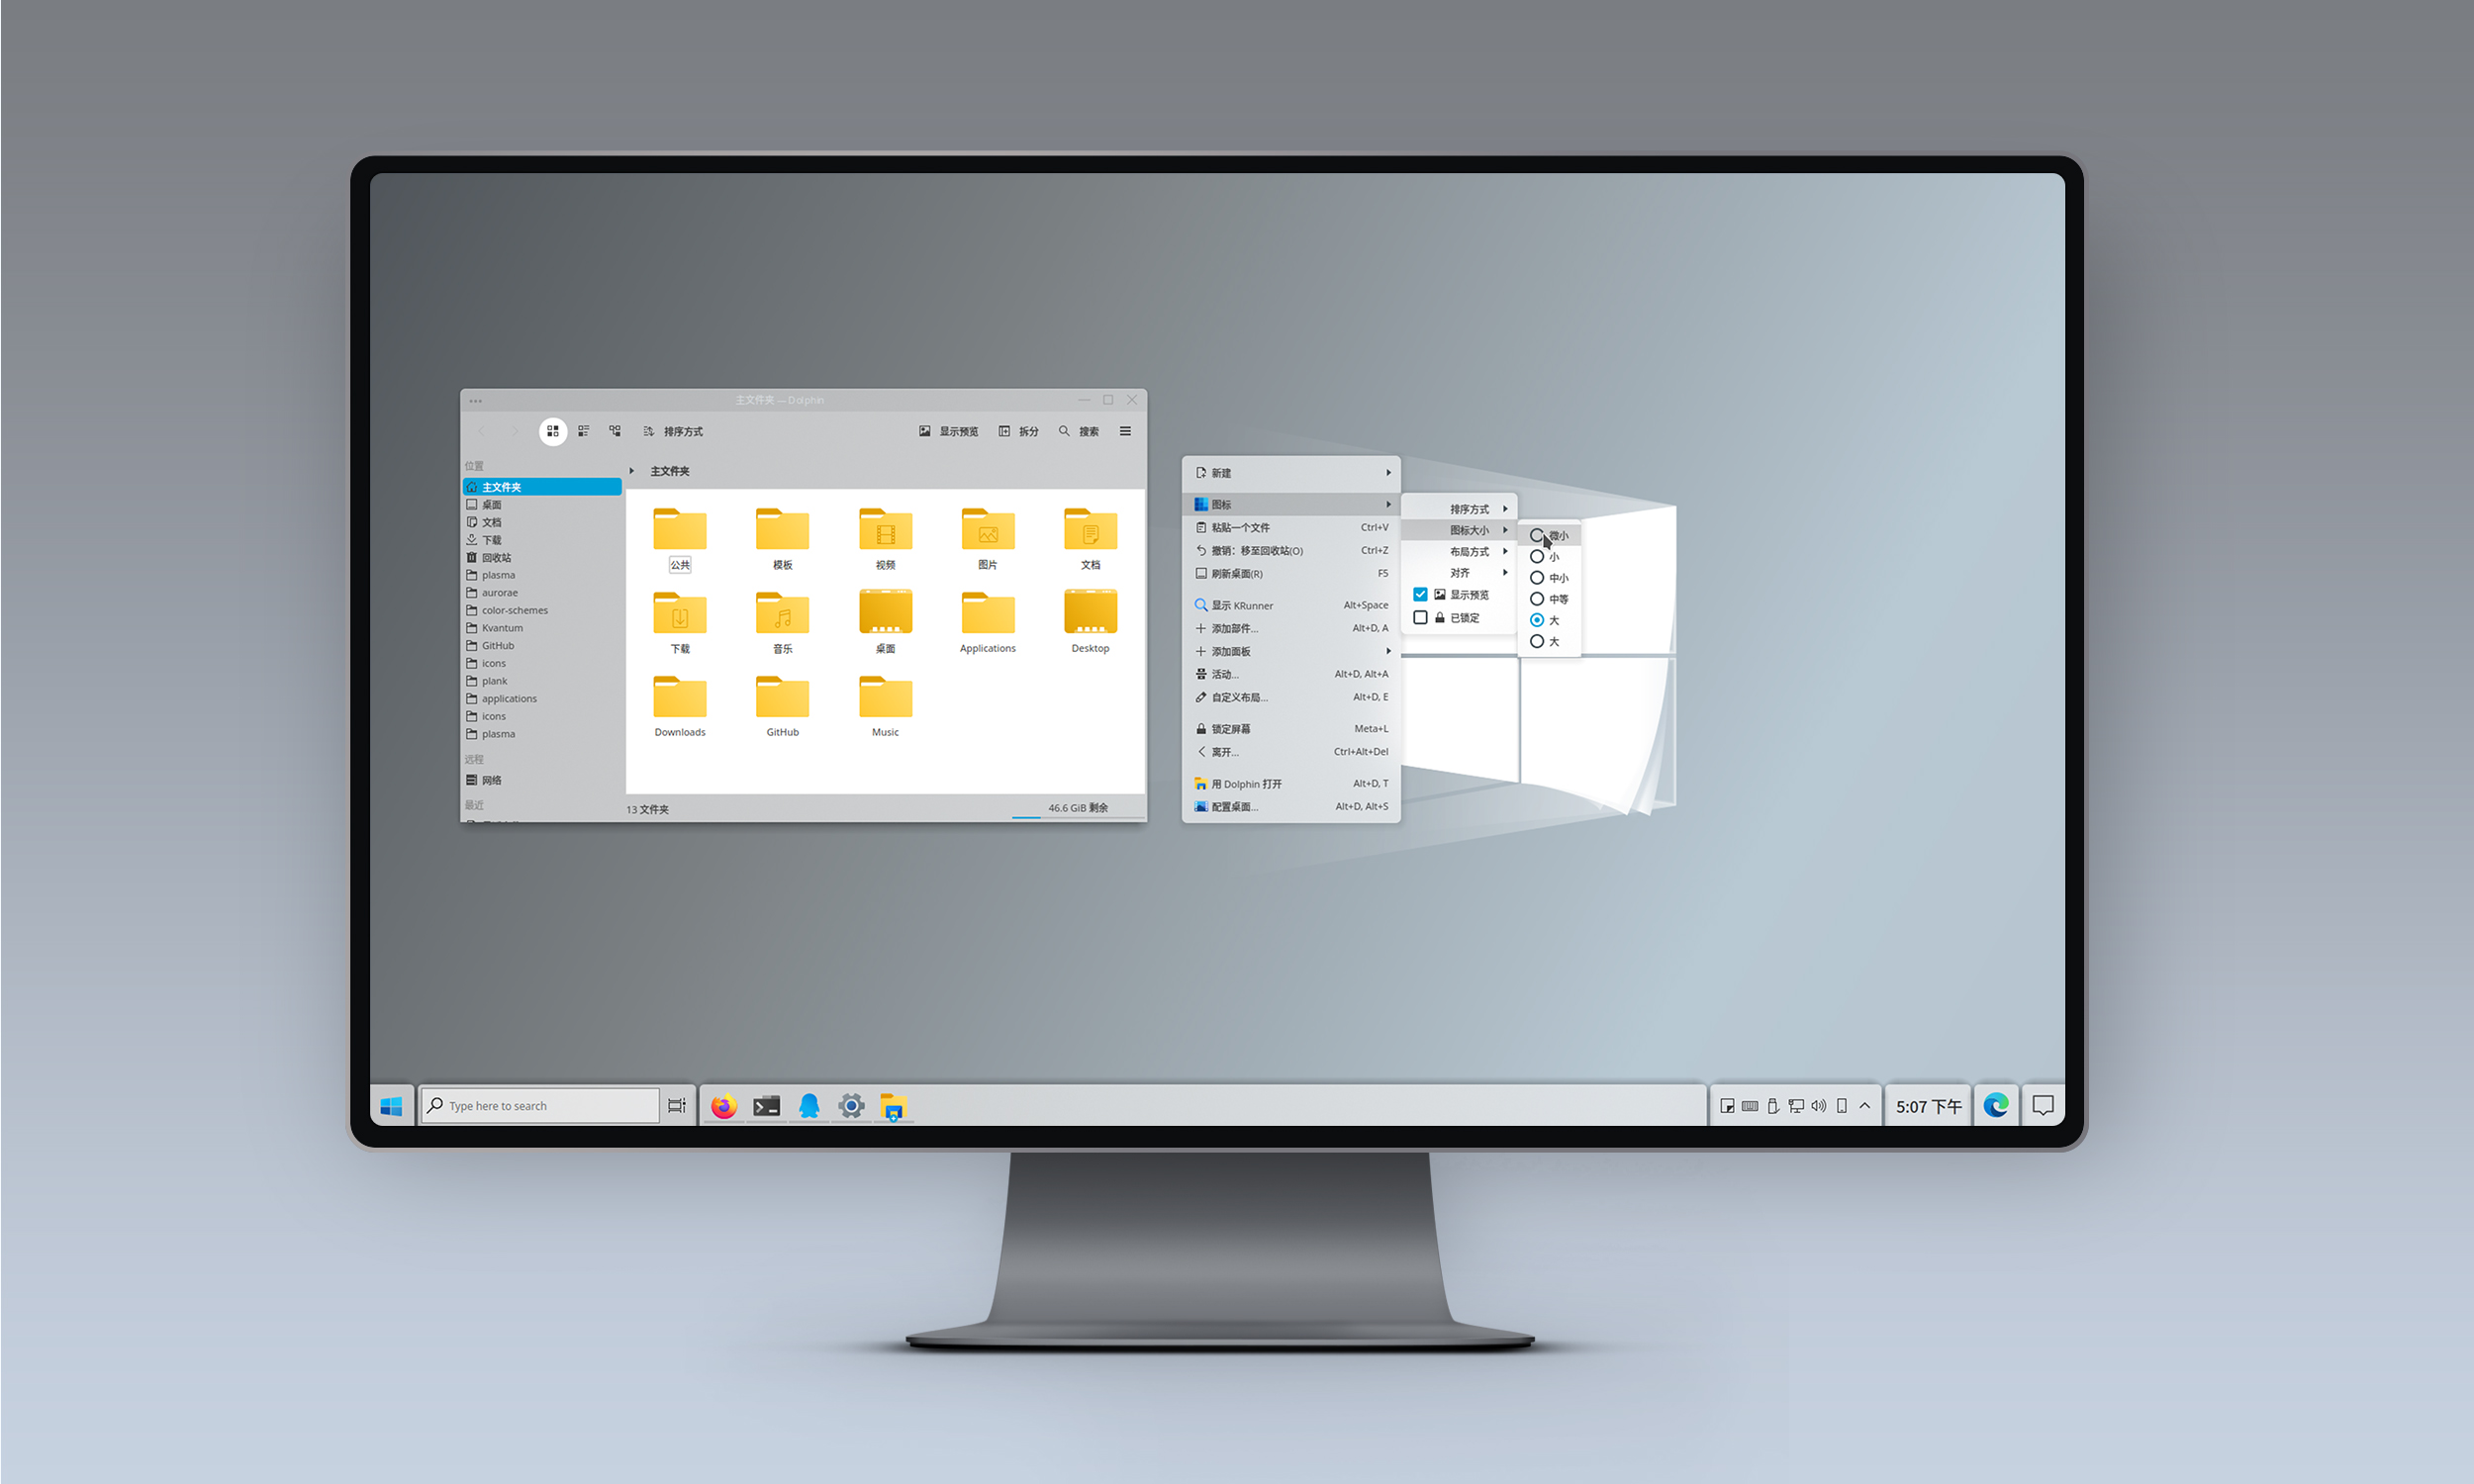 主文件夹 — Dolphin
排序方式
显示预览
拆分
搜索
位置
主文件夹
桌面
文档
下载
回收站
plasma
aurorae
color-schemes
Kvantum
GitHub
icons
plank
applications
icons
plasma
远程
网络
最近
主文件夹
公共
模板
视频
图片
文档
下载
音乐
桌面
Applications
Desktop
Downloads
GitHub
Music
13 文件夹
46.6 GiB 剩余
新建
图标
粘贴一个文件 Ctrl+V
撤销：移至回收站(O) Ctrl+Z
刷新桌面(R) F5
显示 KRunner Alt+Space
添加部件... Alt+D, A
添加面板
活动... Alt+D, Alt+A
自定义布局... Alt+D, E
锁定屏幕 Meta+L
离开... Ctrl+Alt+Del
用 Dolphin 打开 Alt+D, T
配置桌面... Alt+D, Alt+S
排序方式
图标大小
布局方式
对齐
显示预览
已锁定
微小
小
中小
中等
大
大
Type here to search
5:07 下午